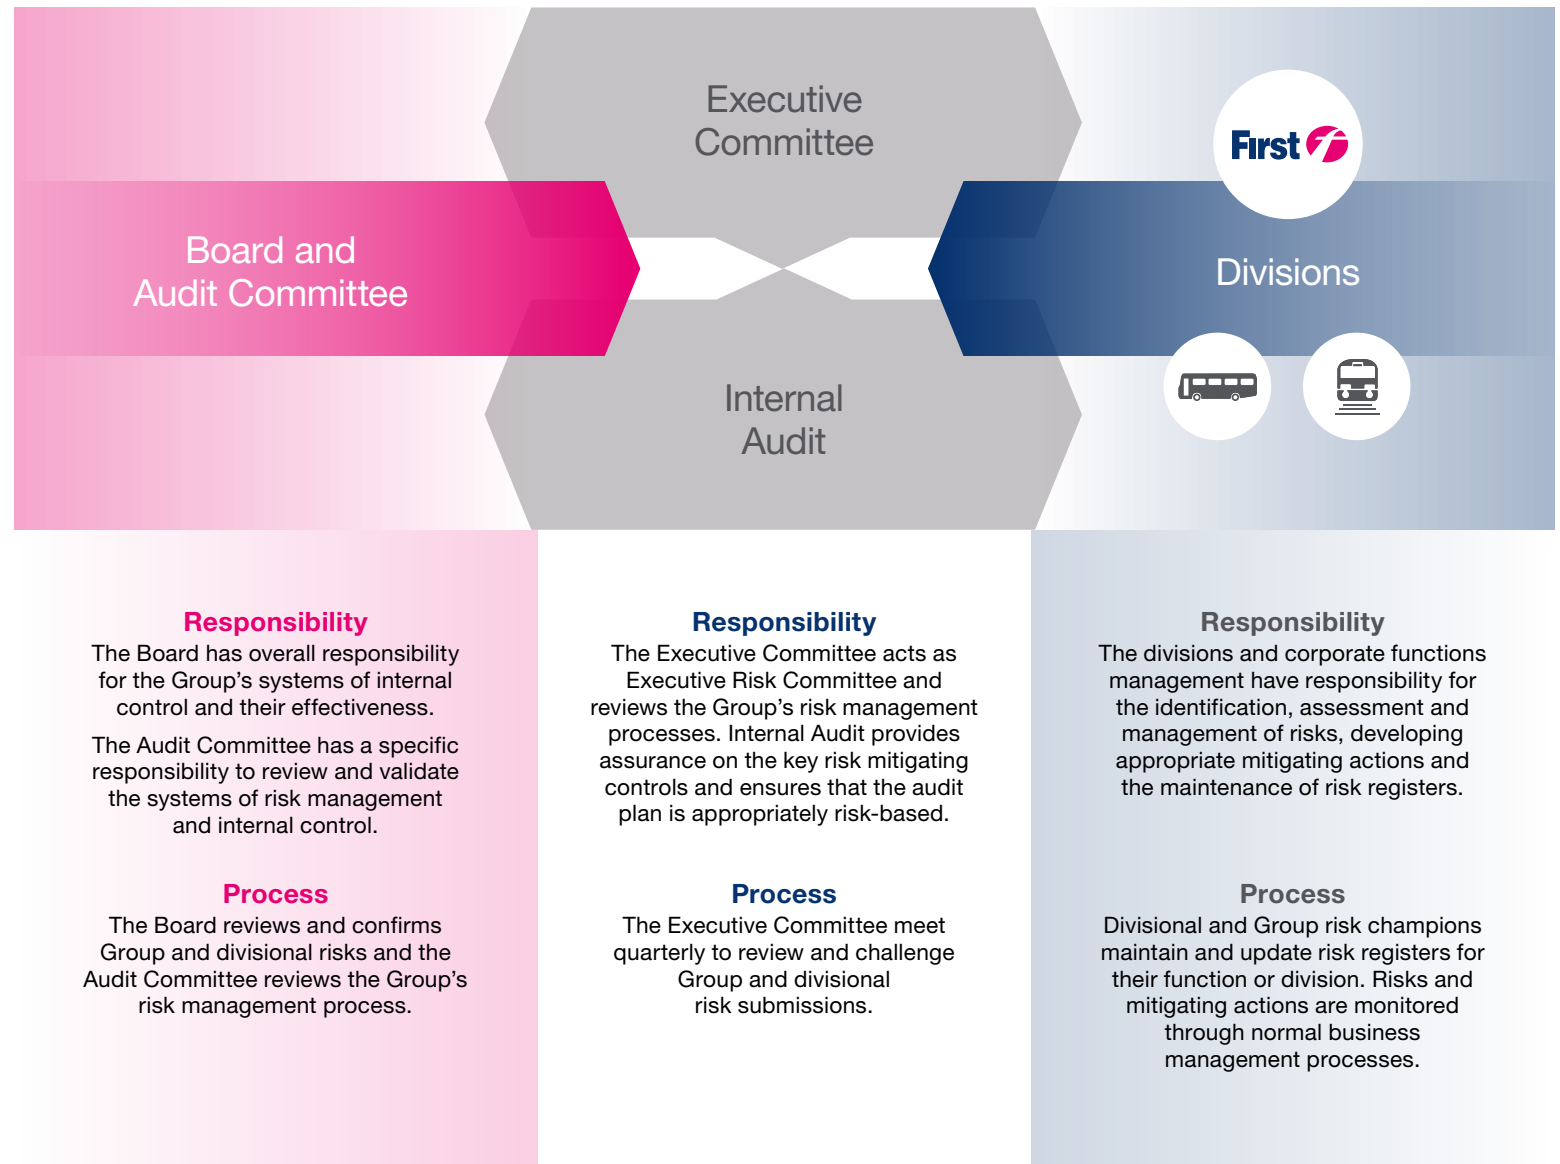 Executive
Committee
First
Board and
Audit Committee
Divisions
Internal
Audit
Responsibility
The Board has overall responsibility
for the Group’s systems of internal
control and their effectiveness.
The Audit Committee has a specific
responsibility to review and validate
the systems of risk management
and internal control.
Process
The Board reviews and confirms
Group and divisional risks and the
Audit Committee reviews the Group’s
risk management process.
Responsibility
The Executive Committee acts as
Executive Risk Committee and
reviews the Group’s risk management
processes. Internal Audit provides
assurance on the key risk mitigating
controls and ensures that the audit
plan is appropriately risk-based.
Process
The Executive Committee meet
quarterly to review and challenge
Group and divisional
risk submissions.
Responsibility
The divisions and corporate functions
management have responsibility for
the identification, assessment and
management of risks, developing
appropriate mitigating actions and
the maintenance of risk registers.
Process
Divisional and Group risk champions
maintain and update risk registers for
their function or division. Risks and
mitigating actions are monitored
through normal business
management processes.